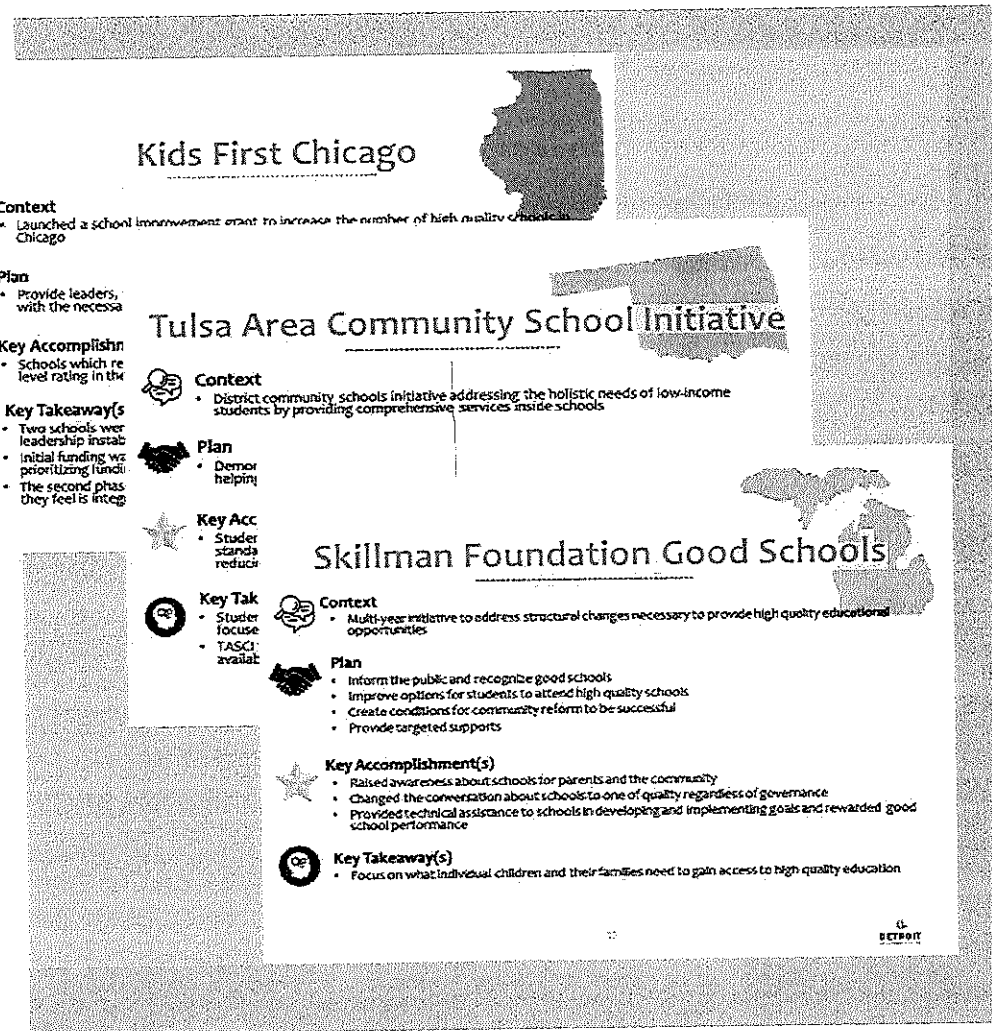 Kids First Chicago
Context
• Launched a school improvement grant to increase the number of high quality schools in
Chicago
Plan
• Provide leaders,
with the necessa
Key Accomplishn
• Schools which re
level rating in the
Key Takeaway(s
• Two schools wer
leadership instab
• Initial funding wa
prioritizing fundi
• The second phas
they feel is integ
Tulsa Area Community School Initiative
Context
• District community schools initiative addressing the holistic needs of low-income
students by providing comprehensive services inside schools
Plan
• Demor
helping
Key Acc
• Studer
standa
reducin
Key Tak
• Studer
focuse
• TASCI
availab
Skillman Foundation Good Schools
Context
• Multi-year initiative to address structural changes necessary to provide high quality educational
opportunities
Plan
• Inform the public and recognize good schools
• Improve options for students to attend high quality schools
• Create conditions for community reform to be successful
• Provide targeted supports
Key Accomplishment(s)
• Raised awareness about schools for parents and the community
• Changed the conversation about schools to one of quality regardless of governance
• Provided technical assistance to schools in developing and implementing goals and rewarded good
school performance
Key Takeaway(s)
• Focus on what individual children and their families need to gain access to high quality education
DETROIT